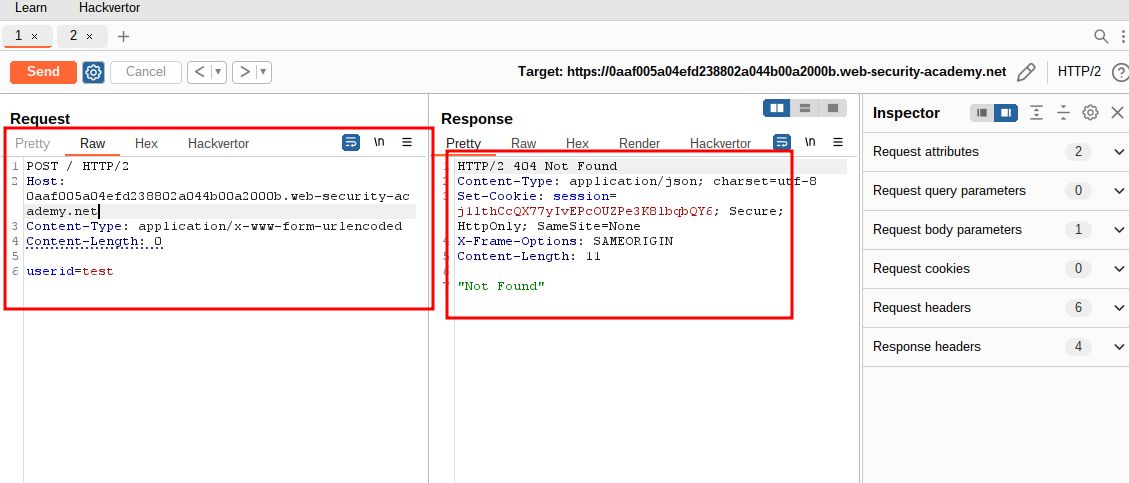 Learn Hackvertor
1 × 2 × +
Send Cancel < > Target: https://0aaf005a04efd238802a044b00a2000b.web-security-academy.net HTTP/2 ?
Request
Pretty Raw Hex Hackvertor \n
1 POST / HTTP/2
2 Host:
0aaf005a04efd238802a044b00a2000b.web-security-ac
ademy.net
3 Content-Type: application/x-www-form-urlencoded
4 Content-Length: 0
5
6 userid=test
Response
Pretty Raw Hex Render Hackvertor \n
1 HTTP/2 404 Not Found
2 Content-Type: application/json; charset=utf-8
3 Set-Cookie: session=
j1lthCcQX77yIvEPcOUZPe3K8lbqbQY6; Secure;
HttpOnly; SameSite=None
4 X-Frame-Options: SAMEORIGIN
5 Content-Length: 11
6
7 "Not Found"
Inspector
Request attributes 2
Request query parameters 0
Request body parameters 1
Request cookies 0
Request headers 6
Response headers 4